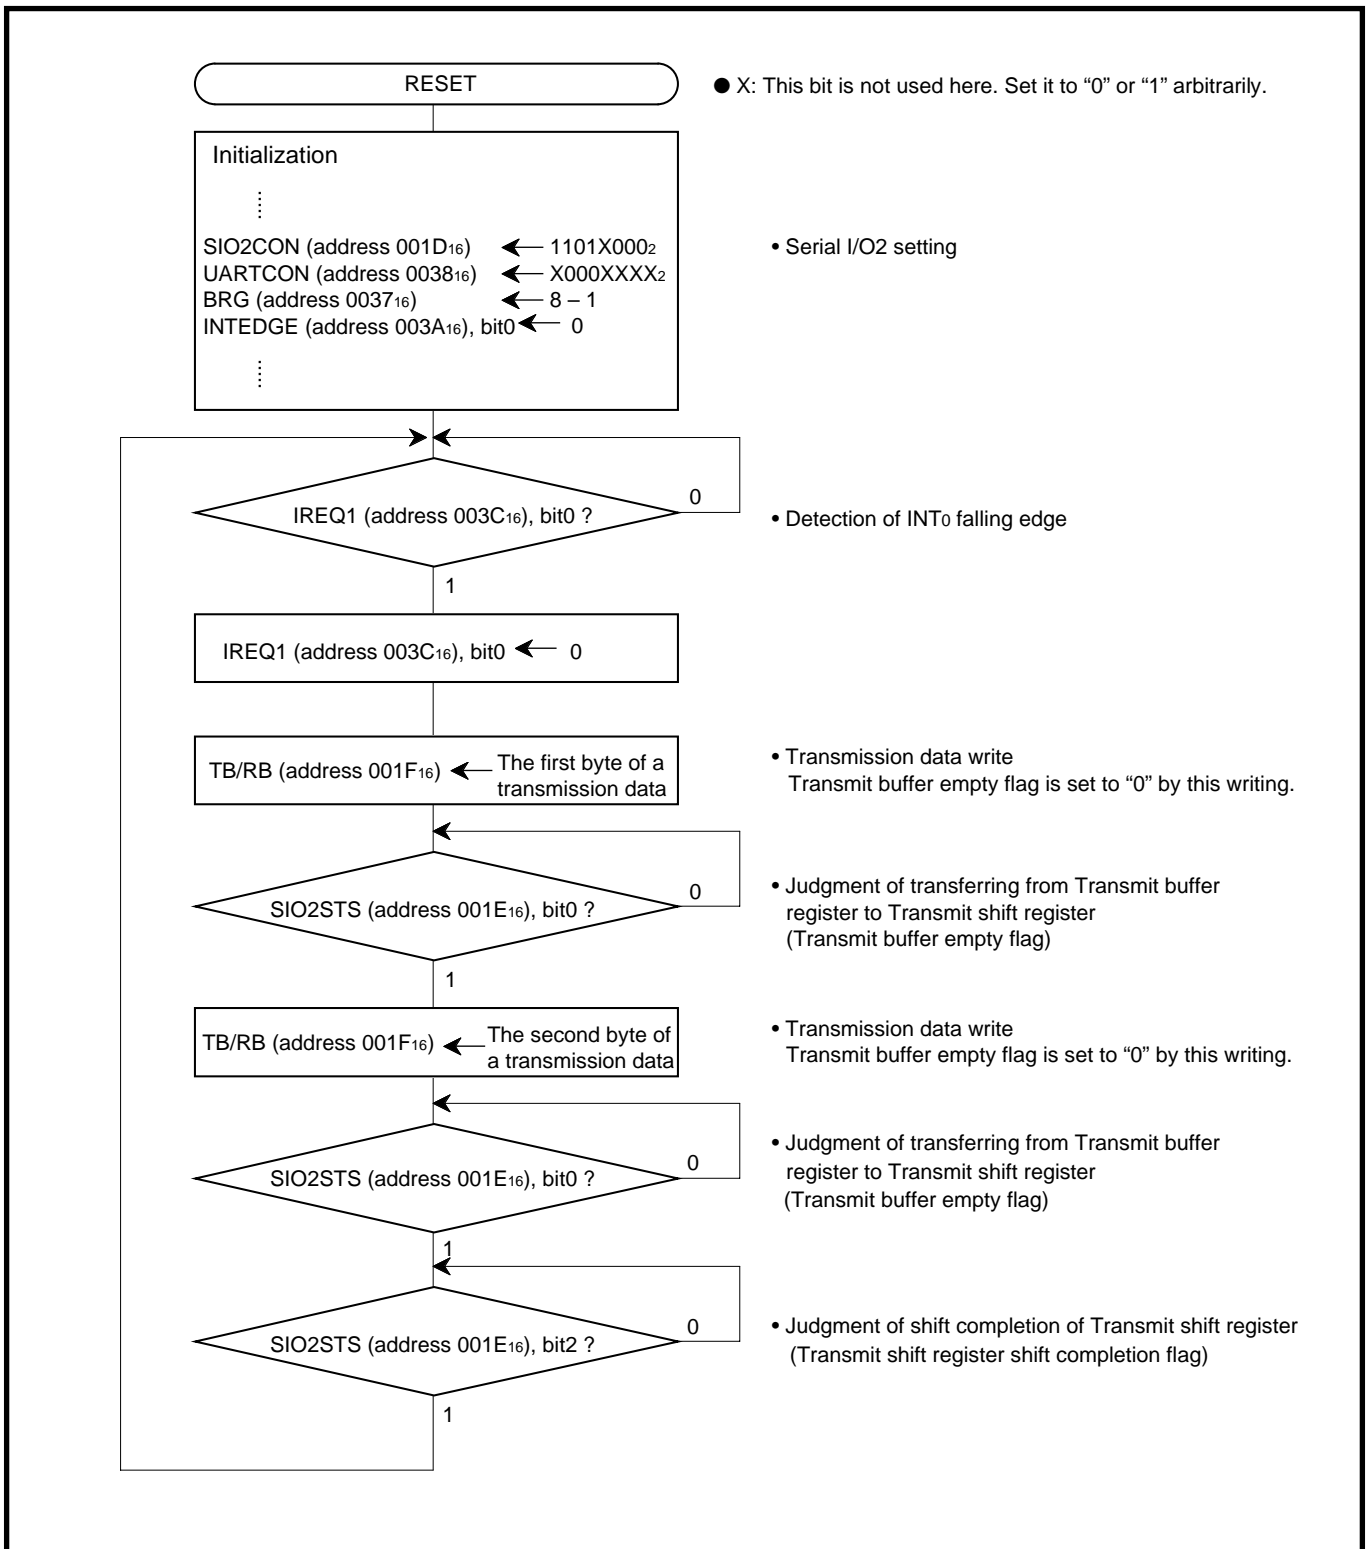 RESET
● X: This bit is not used here. Set it to “0” or “1” arbitrarily.
Initialization
SIO2CON (address 001D16) ← 1101X0002
• Serial I/O2 setting
UARTCON (address 003816) ← X000XXXX2
BRG (address 003716) ← 8 – 1
INTEDGE (address 003A16), bit0 ← 0
0
IREQ1 (address 003C16), bit0 ?
• Detection of INT0 falling edge
1
IREQ1 (address 003C16), bit0 ← 0
TB/RB (address 001F16) ← The first byte of a
transmission data
• Transmission data write
Transmit buffer empty flag is set to “0” by this writing.
0
SIO2STS (address 001E16), bit0 ?
• Judgment of transferring from Transmit buffer
register to Transmit shift register
(Transmit buffer empty flag)
1
TB/RB (address 001F16) ← The second byte of
a transmission data
• Transmission data write
Transmit buffer empty flag is set to “0” by this writing.
0
SIO2STS (address 001E16), bit0 ?
• Judgment of transferring from Transmit buffer
register to Transmit shift register
(Transmit buffer empty flag)
1
0
SIO2STS (address 001E16), bit2 ?
• Judgment of shift completion of Transmit shift register
(Transmit shift register shift completion flag)
1